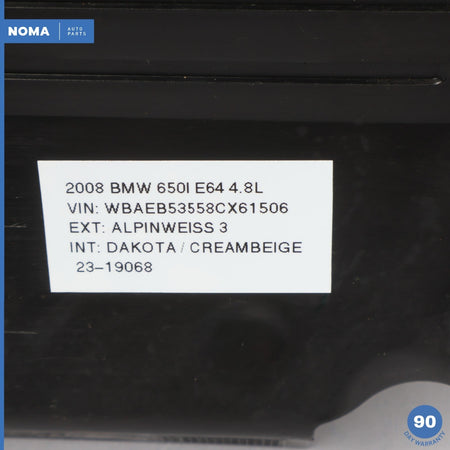 NOMA AUTO
PARTS
2008 BMW 650I E64 4.8L
VIN: WBAEB53558CX61506
EXT: ALPINWEISS 3
INT: DAKOTA / CREAMBEIGE
23-19068
90
DAY WARRANTY